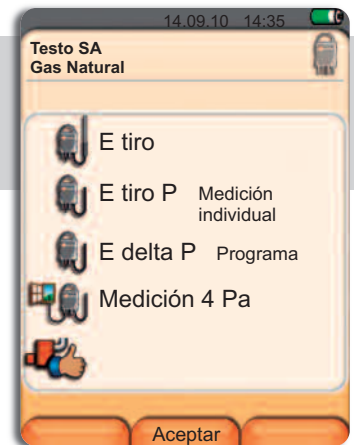 14.09.10 14:35
Testo SA
Gas Natural
E tiro
E tiro P Medición
individual
E delta P Programa
Medición 4 Pa
Aceptar